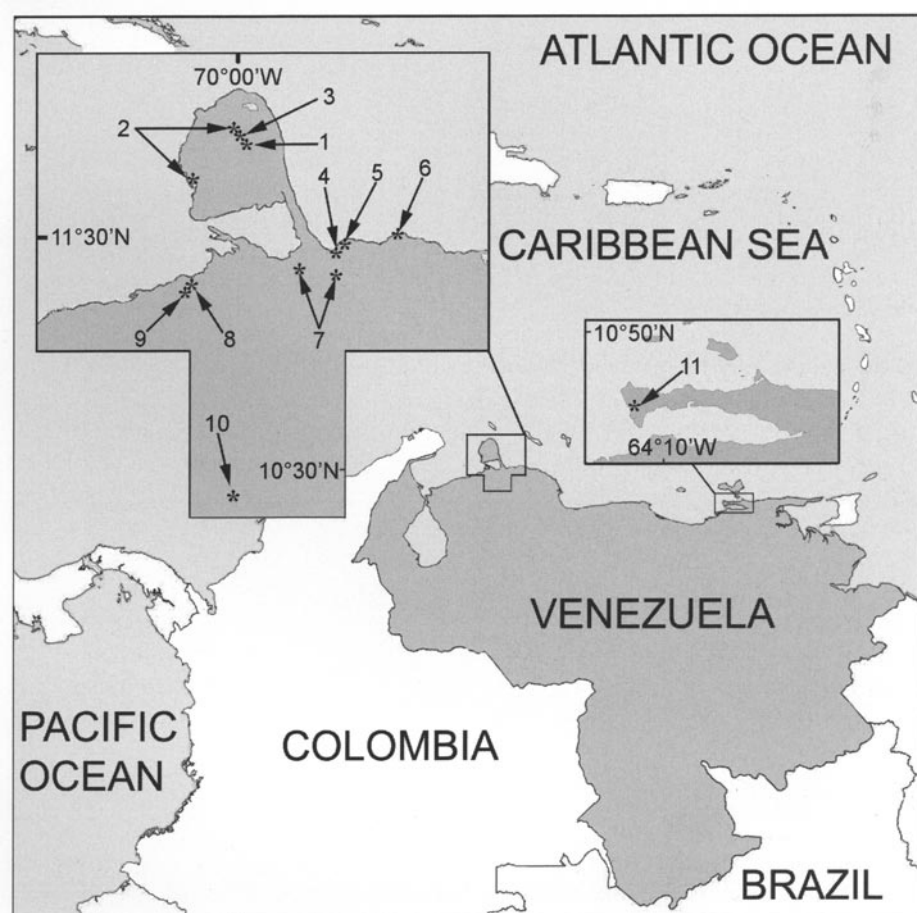 ATLANTIC OCEAN
70°00'W
3
2
1
4
5
6
11°30'N
CARIBBEAN SEA
9
8
7
10°50'N
11
64°10'W
10
10°30'N
VENEZUELA
PACIFIC
OCEAN
COLOMBIA
BRAZIL